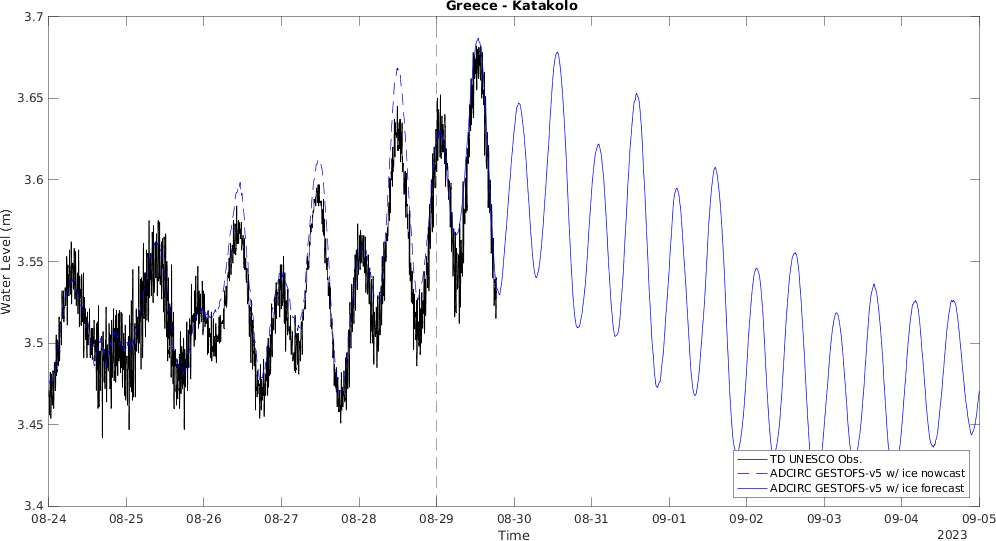 Greece - Katakolo
3.7
3.65
3.6
3.55
3.5
3.45
3.4
Water Level (m)
TD UNESCO Obs.
ADCIRC GESTOFS-v5 w/ ice nowcast
ADCIRC GESTOFS-v5 w/ ice forecast
08-24 08-25 08-26 08-27 08-28 08-29 08-30 08-31 09-01 09-02 09-03 09-04 09-05
Time
2023